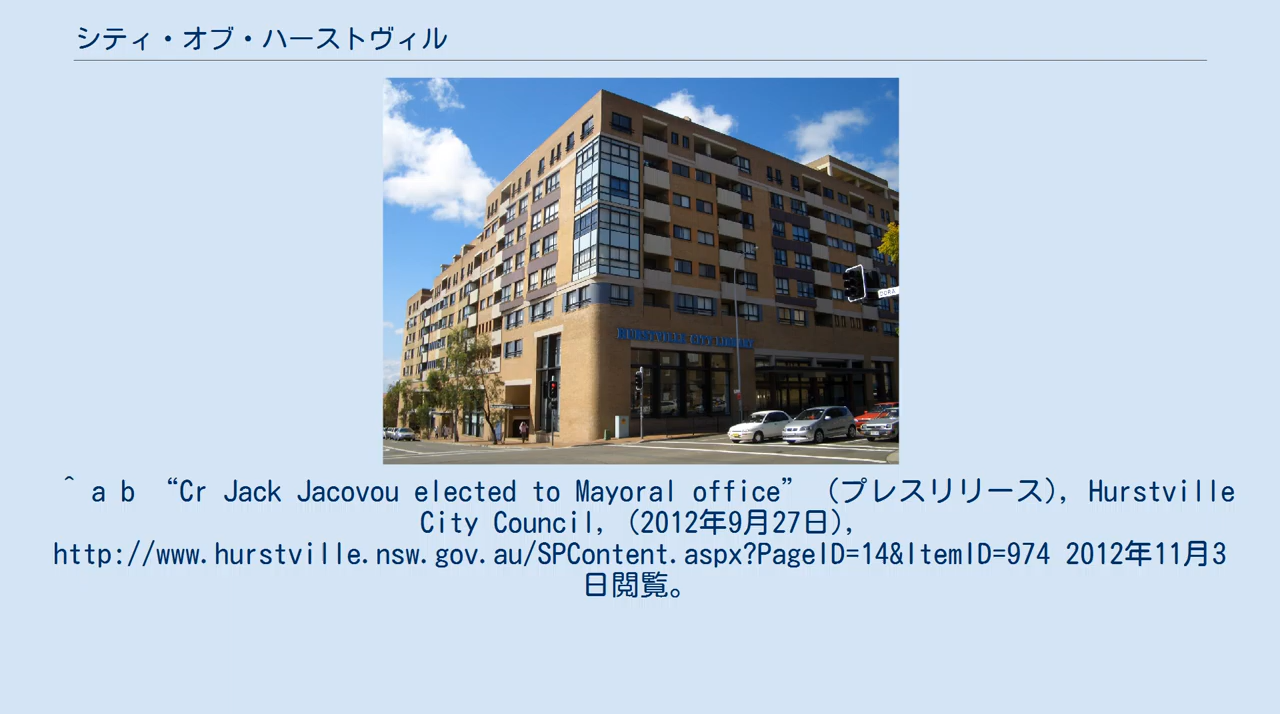 シティ・オブ・ハーストヴィル
HURSTVILLE CITY LIBRARY
^ a b “Cr Jack Jacovou elected to Mayoral office” (プレスリリース), Hurstville
City Council, (2012年9月27日),
http://www.hurstville.nsw.gov.au/SPContent.aspx?PageID=14&ItemID=974 2012年11月3
日閲覧。